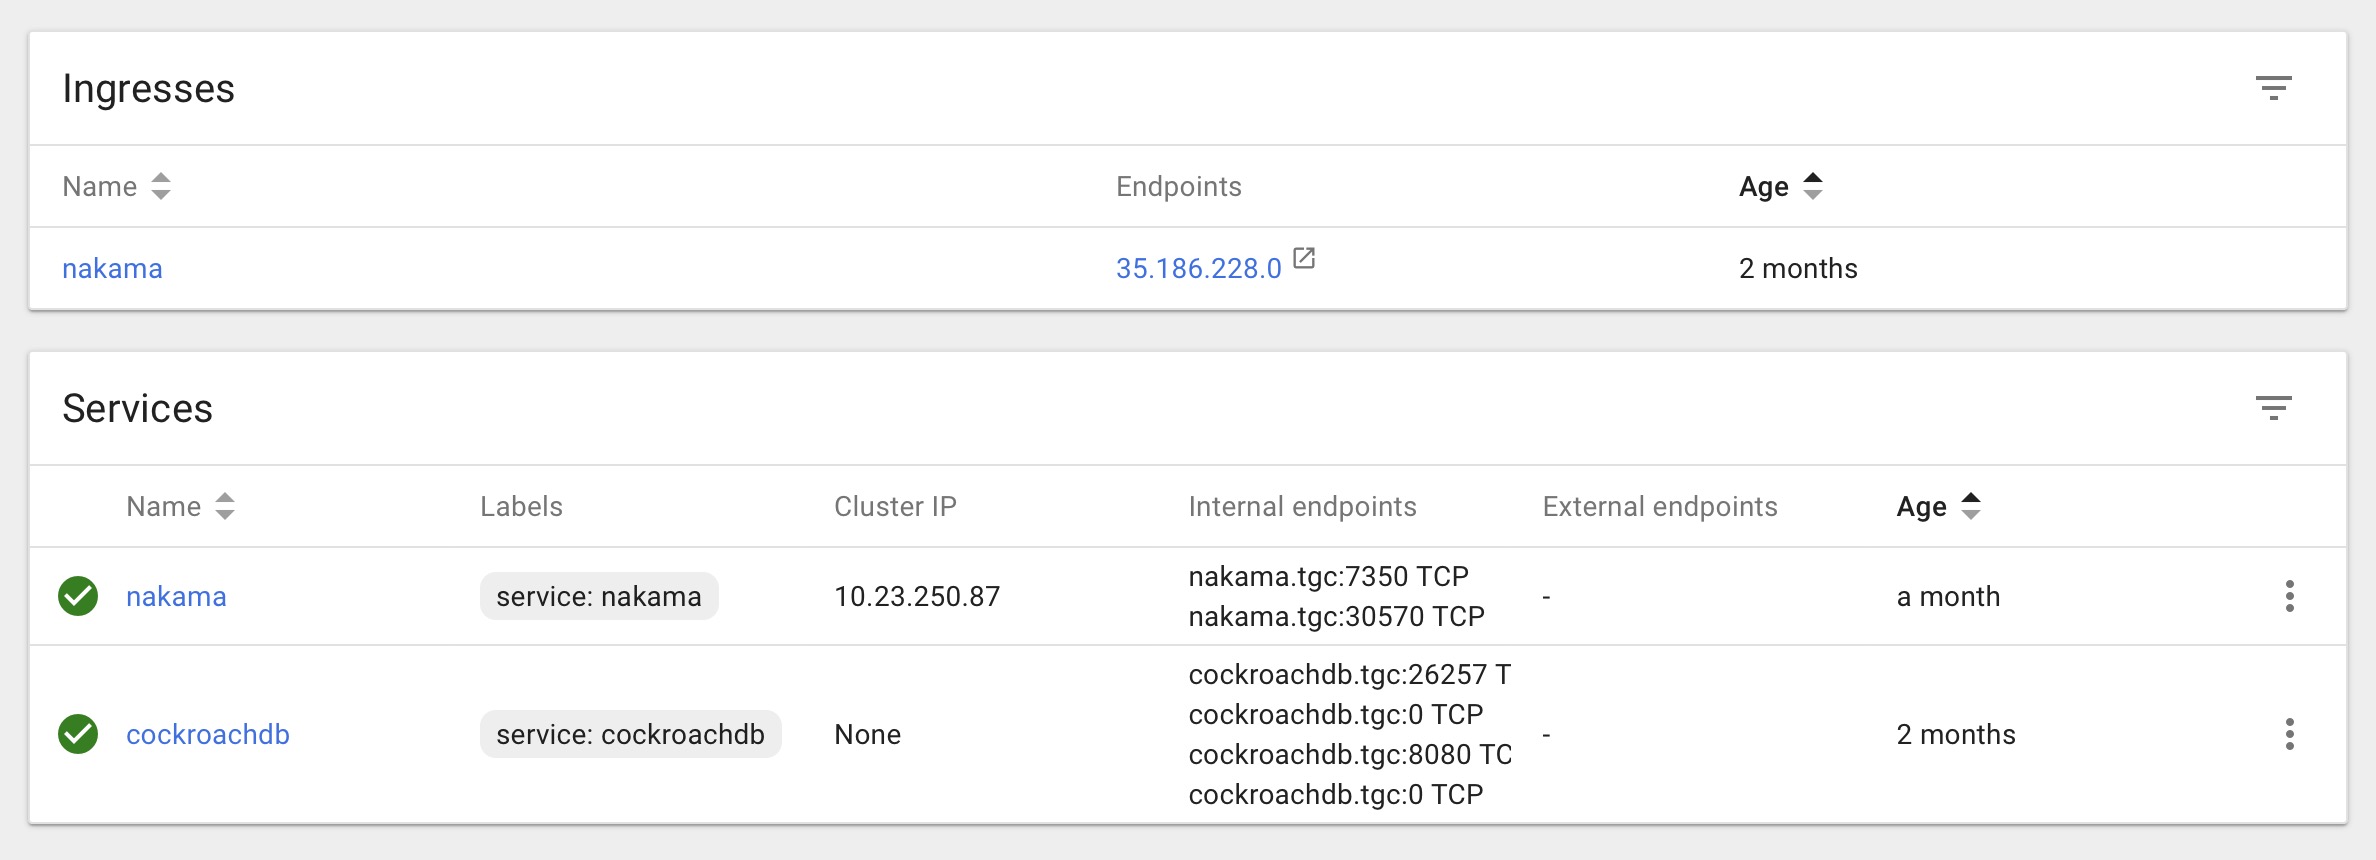 Ingresses
Name Endpoints Age
nakama 35.186.228.0 2 months
Services
Name Labels Cluster IP Internal endpoints External endpoints Age
nakama service: nakama 10.23.250.87 nakama.tgc:7350 TCP - a month
nakama.tgc:30570 TCP
cockroachdb service: cockroachdb None cockroachdb.tgc:26257 T - 2 months
cockroachdb.tgc:0 TCP
cockroachdb.tgc:8080 TC
cockroachdb.tgc:0 TCP